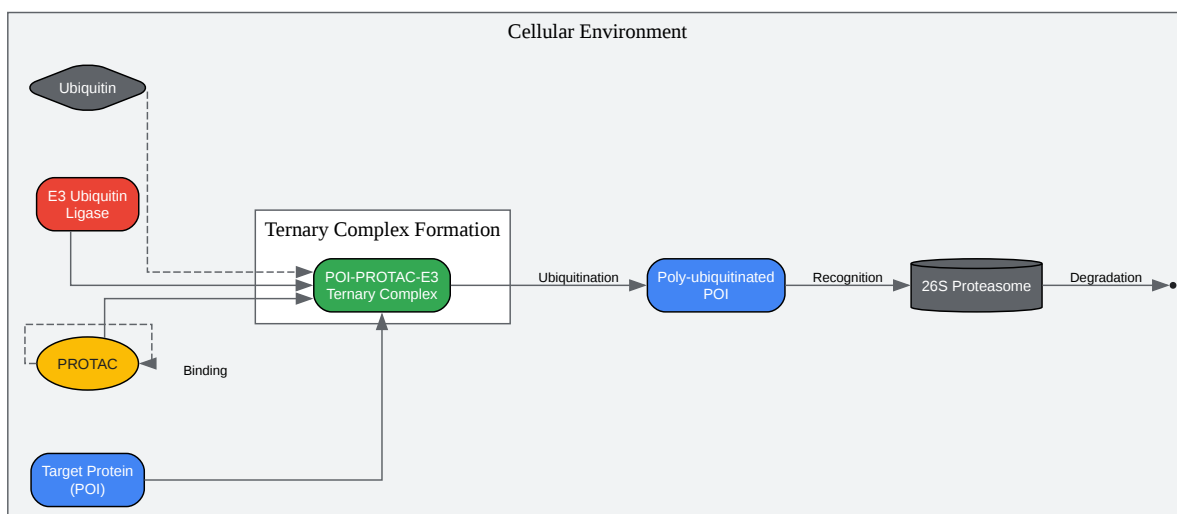 Cellular Environment
Ubiquitin
E3 Ubiquitin
Ligase
Ternary Complex Formation
POI-PROTAC-E3
Ternary Complex
Ubiquitination
Poly-ubiquitinated
POI
Recognition
26S Proteasome
Degradation
PROTAC
Binding
Target Protein
(POI)